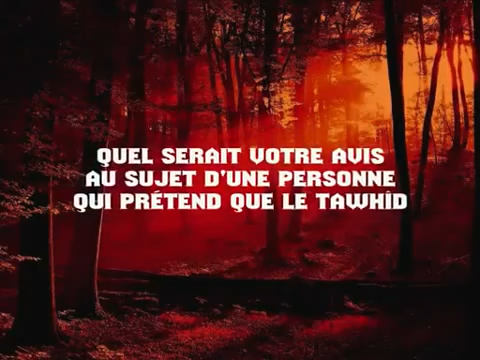 QUEL SERAIT VOTRE AVIS
AU SUJET D'UNE PERSONNE
QUI PRÉTEND QUE LE TAWHÎD